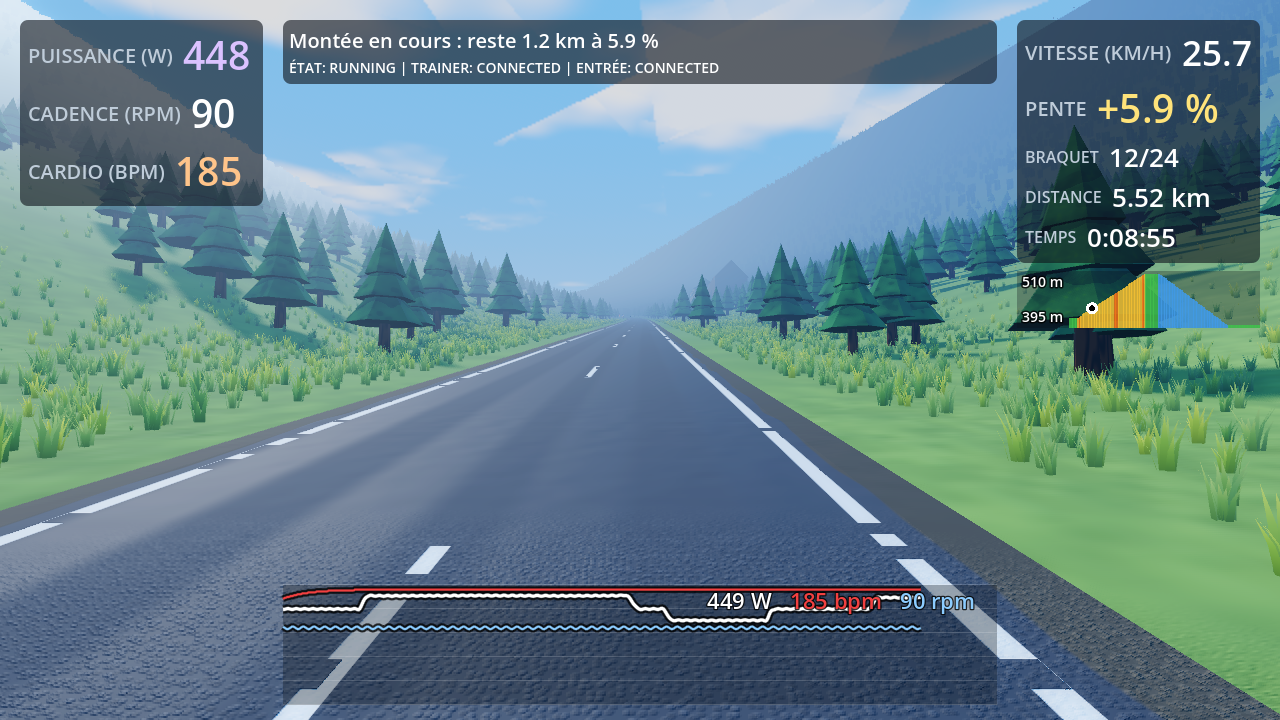 PUISSANCE (W) 448
CADENCE (RPM) 90
CARDIO (BPM) 185
Montée en cours : reste 1.2 km à 5.9 %
ÉTAT: RUNNING | TRAINER: CONNECTED | ENTRÉE: CONNECTED
VITESSE (KM/H) 25.7
PENTE +5.9 %
BRAQUET 12/24
DISTANCE 5.52 km
TEMPS 0:08:55
510 m
395 m
449 W 185 bpm 90 rpm